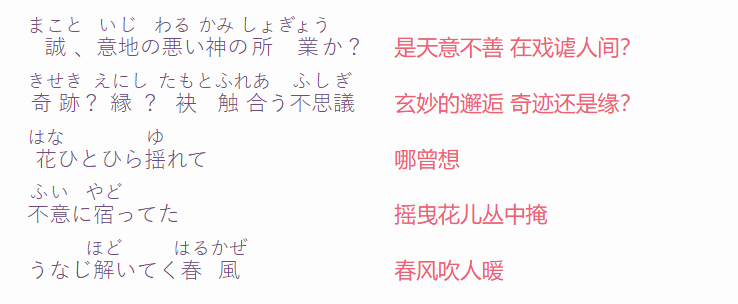 まこと いじ わる かみ しょぎょう
誠 、意地の悪い神の所 業か？ 是天意不善 在戏谑人间?
きせき えにし たもとふれあ ふしぎ
奇 跡？ 縁 ？ 袂 触 合う不思議 玄妙的邂逅 奇迹还是缘?
はな ゆ
花ひとひら揺れて 哪曾想
ふい やど
不意に宿ってた 摇曳花儿丛中掩
ほど はるかぜ
うなじ解いてく春 風 春风吹人暖